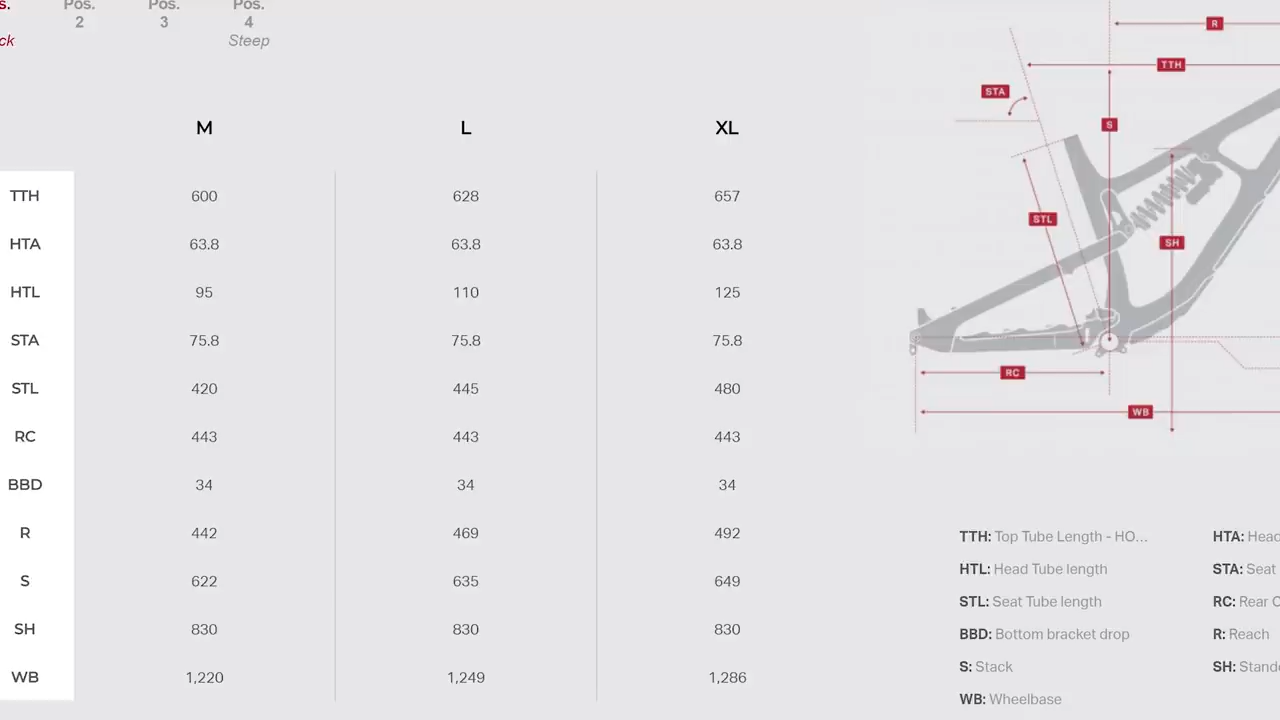 Pos. Pos. Pos.
2 3 4
Steep
M L XL
TTH 600 628 657
HTA 63.8 63.8 63.8
HTL 95 110 125
STA 75.8 75.8 75.8
STL 420 445 480
RC 443 443 443
BBD 34 34 34
R 442 469 492
S 622 635 649
SH 830 830 830
WB 1,220 1,249 1,286
R
TTH
STA
S
STL
SH
RC
WB
TTH: Top Tube Length - HO... HTA: Head
HTL: Head Tube length STA: Seat
STL: Seat Tube length RC: Rear
BBD: Bottom bracket drop R: Reach
S: Stack SH:
WB: Wheelbase